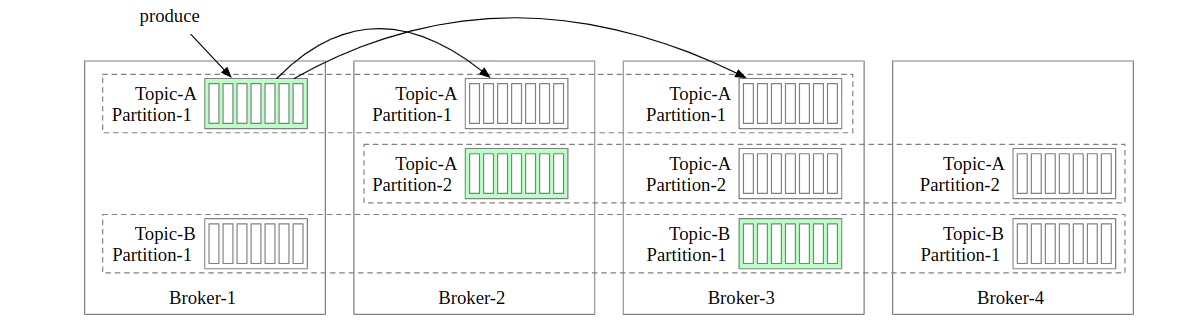 produce
Topic-A
Partition-1
Topic-A
Partition-1
Topic-A
Partition-1
Topic-A
Partition-2
Topic-A
Partition-2
Topic-A
Partition-2
Topic-B
Partition-1
Topic-B
Partition-1
Topic-B
Partition-1
Broker-1
Broker-2
Broker-3
Broker-4